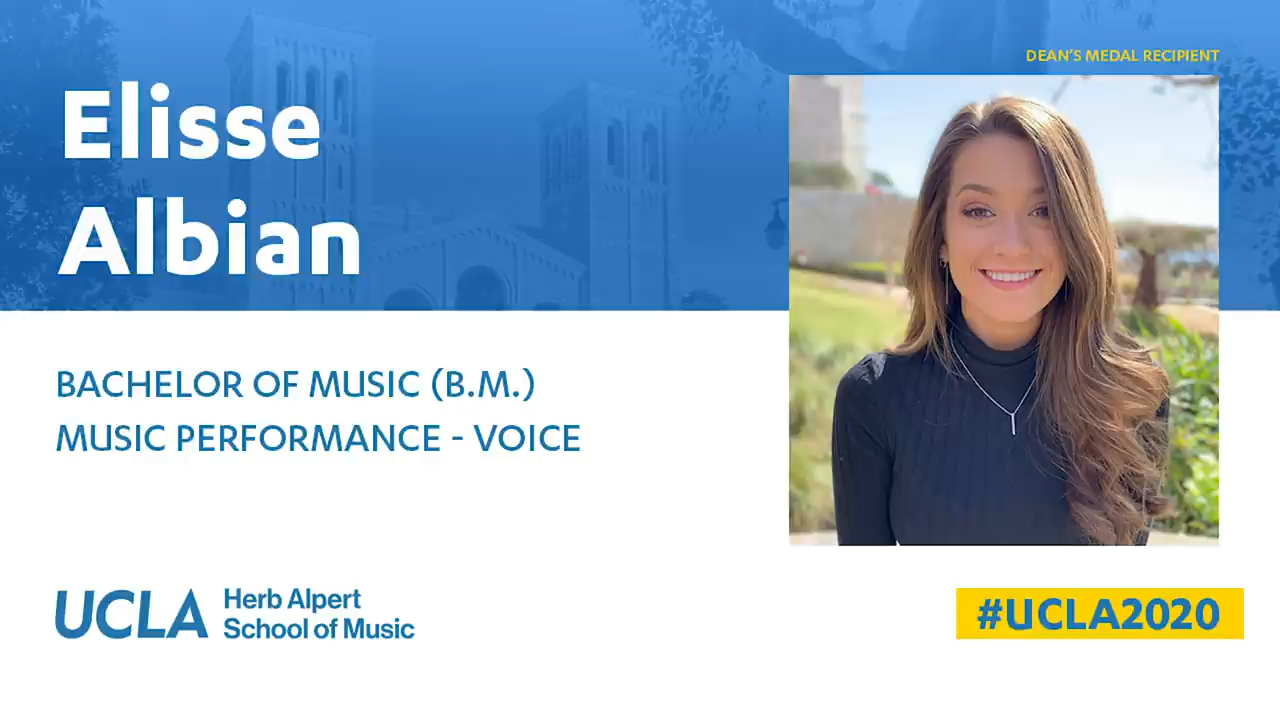 DEAN'S MEDAL RECIPIENT
Elisse
Albian
BACHELOR OF MUSIC (B.M.)
MUSIC PERFORMANCE - VOICE
UCLA
Herb Alpert
School of Music
#UCLA2020